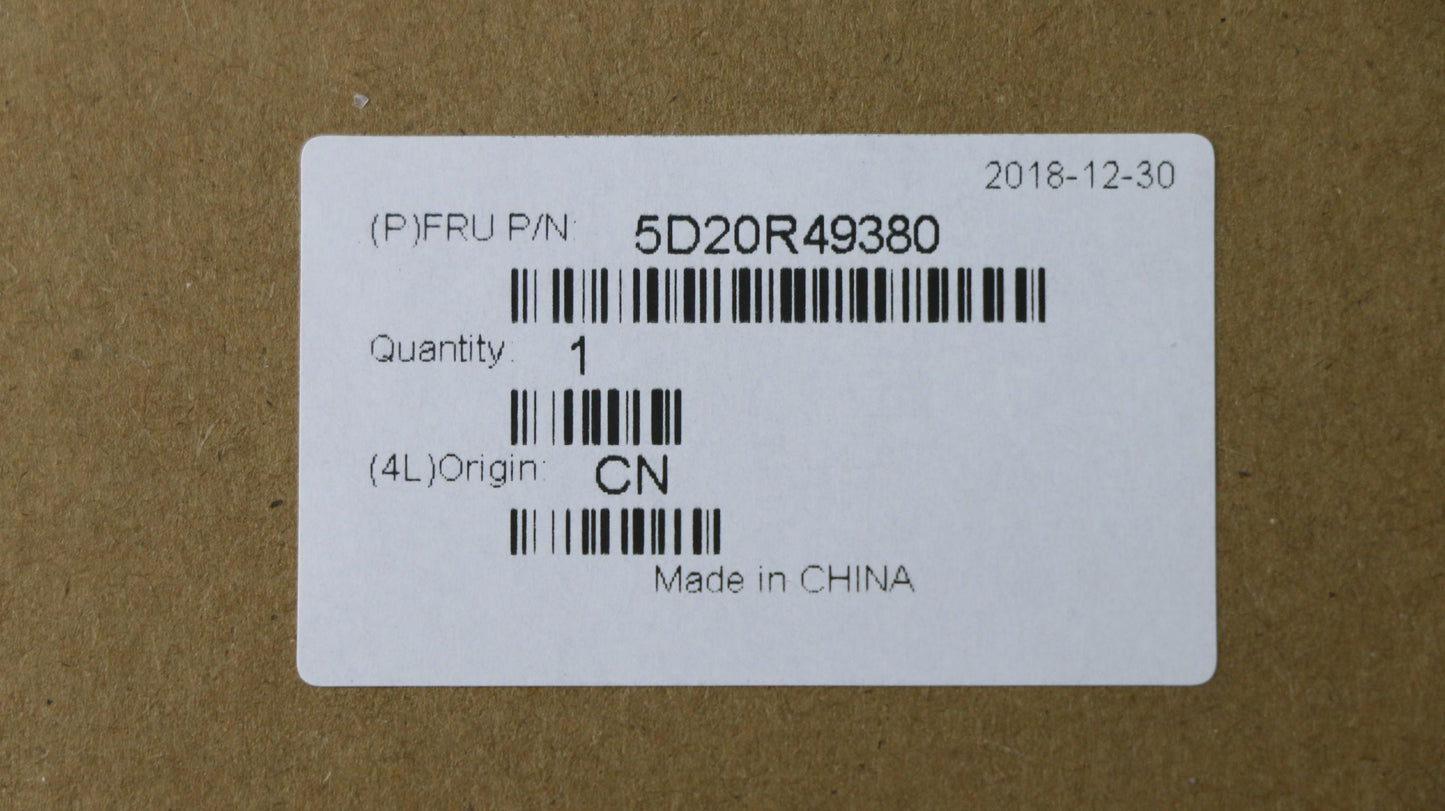 2018-12-30
(P)FRU P/N: 5D20R49380
Quantity: 1
(4L)Origin: CN
Made in CHINA